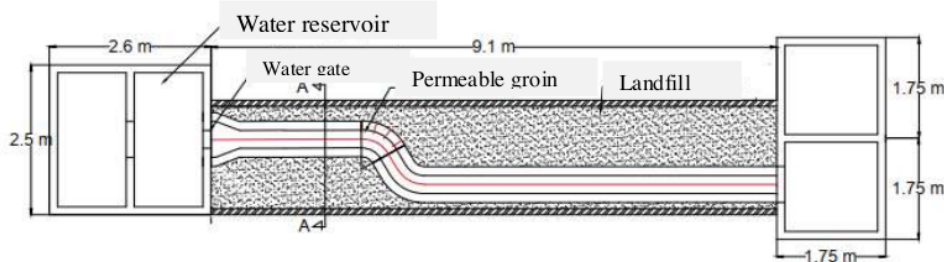 Water reservoir
2.6 m
9.1 m
Water gate
Permeable groin
Landfill
A
1.75 m
2.5 m
1.75 m
A
1.75 m